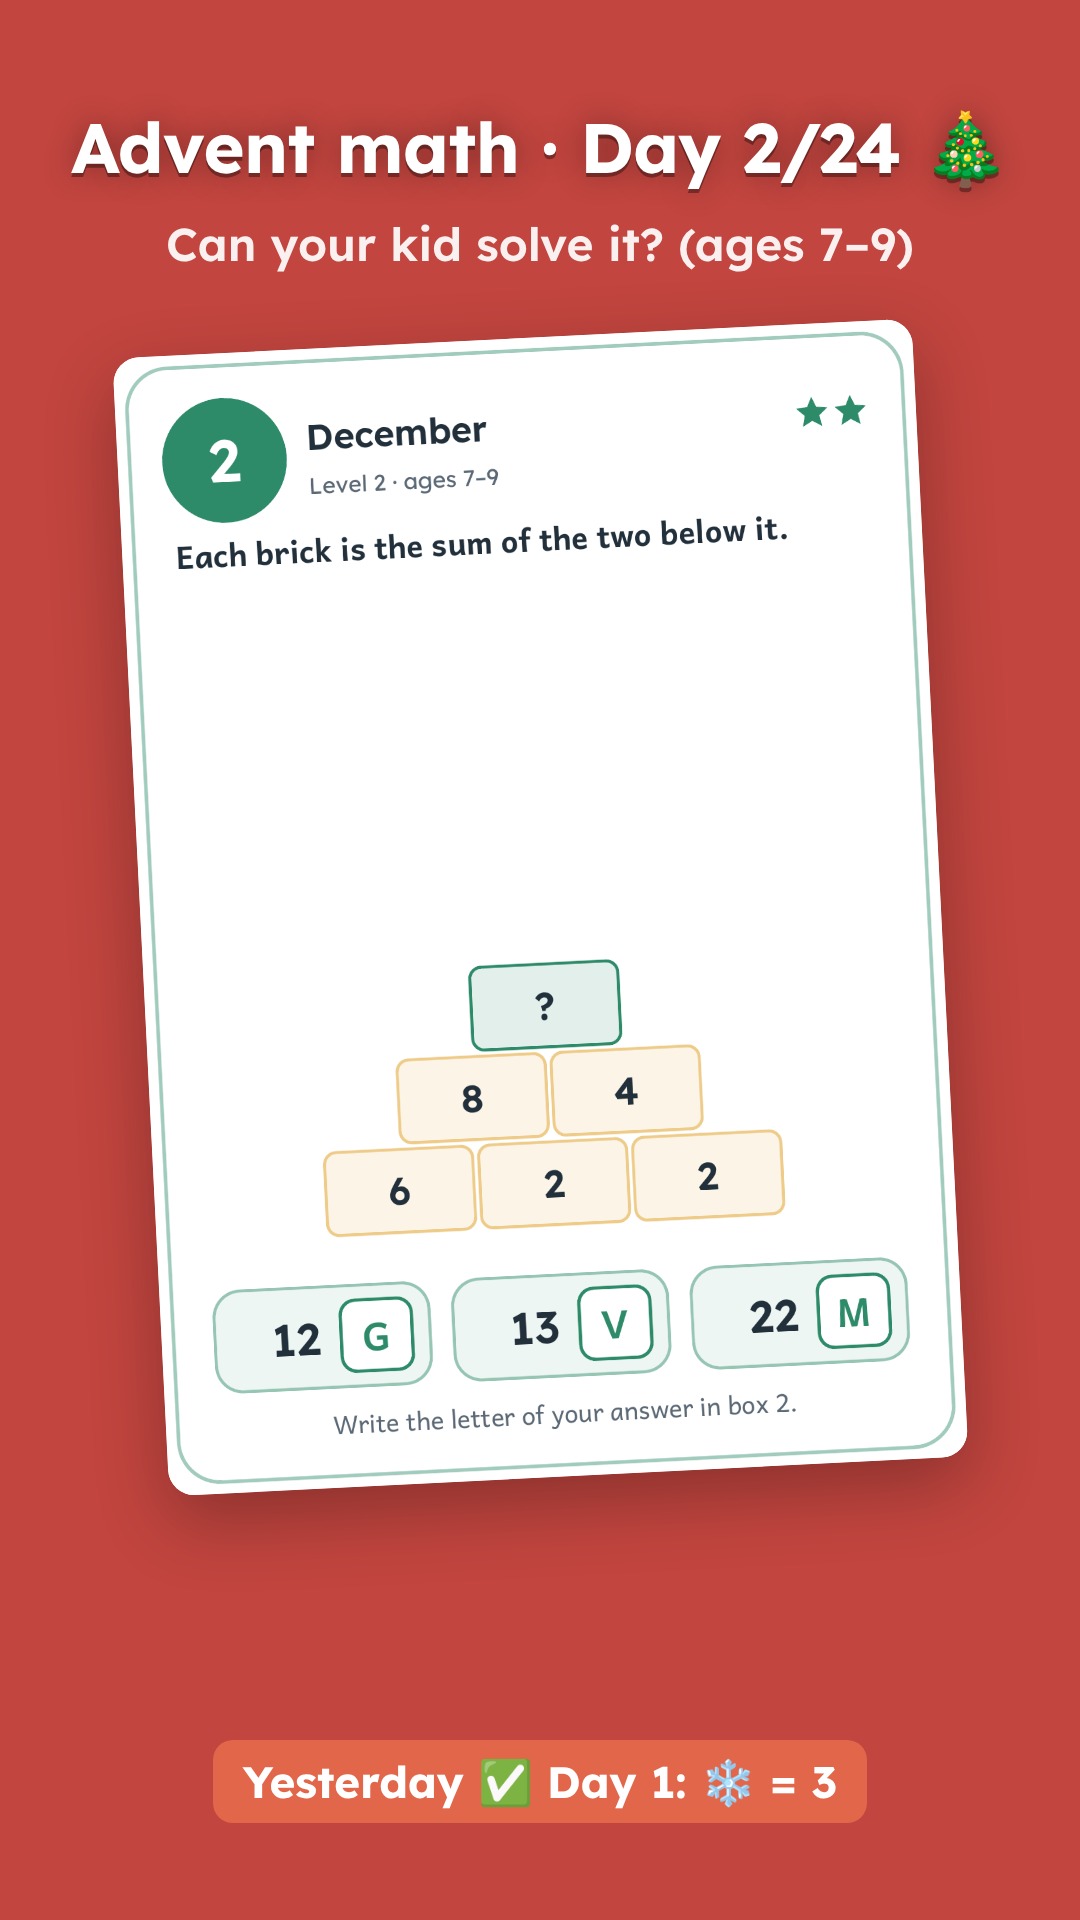 Advent math · Day 2/24 🎄
Can your kid solve it? (ages 7–9)
2
December
Level 2 · ages 7–9
Each brick is the sum of the two below it.
?
8 4
6 2 2
12 G 13 V 22 M
Write the letter of your answer in box 2.
Yesterday ✅ Day 1: ❄️ = 3